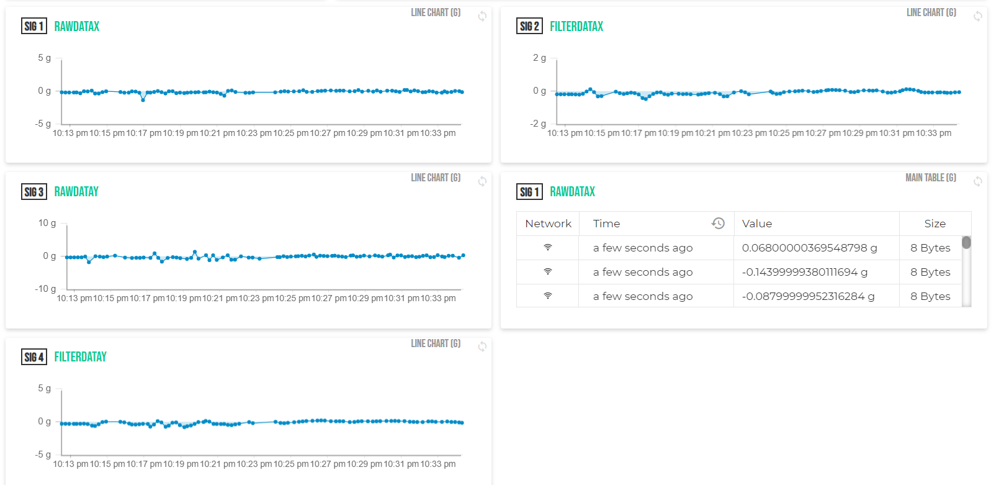 LINE CHART (G)
SIG 1 RAWDATAX
5 g
0 g
-5 g
10:13 pm 10:15 pm 10:17 pm 10:19 pm 10:21 pm 10:23 pm 10:25 pm 10:27 pm 10:29 pm 10:31 pm 10:33 pm
LINE CHART (G)
SIG 2 FILTERDATAX
2 g
0 g
-2 g
10:13 pm 10:15 pm 10:17 pm 10:19 pm 10:21 pm 10:23 pm 10:25 pm 10:27 pm 10:29 pm 10:31 pm 10:33 pm
LINE CHART (G)
SIG 3 RAWDATAY
10 g
0 g
-10 g
10:13 pm 10:15 pm 10:17 pm 10:19 pm 10:21 pm 10:23 pm 10:25 pm 10:27 pm 10:29 pm 10:31 pm 10:33 pm
MAIN TABLE (G)
SIG 1 RAWDATAX
Network Time Value Size
a few seconds ago 0.06800000369548798 g 8 Bytes
a few seconds ago -0.14399999380111694 g 8 Bytes
a few seconds ago -0.08799999952316284 g 8 Bytes
LINE CHART (G)
SIG 4 FILTERDATAY
5 g
0 g
-5 g
10:13 pm 10:15 pm 10:17 pm 10:19 pm 10:21 pm 10:23 pm 10:25 pm 10:27 pm 10:29 pm 10:31 pm 10:33 pm